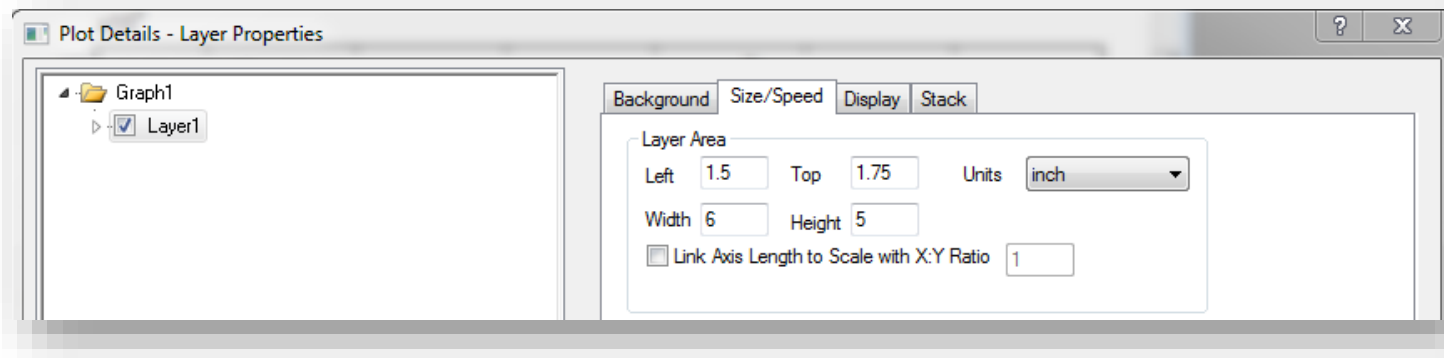 Plot Details - Layer Properties
?
Graph1
Layer1
Background Size/Speed Display Stack
Layer Area
Left 1.5 Top 1.75 Units inch
Width 6 Height 5
Link Axis Length to Scale with X:Y Ratio 1